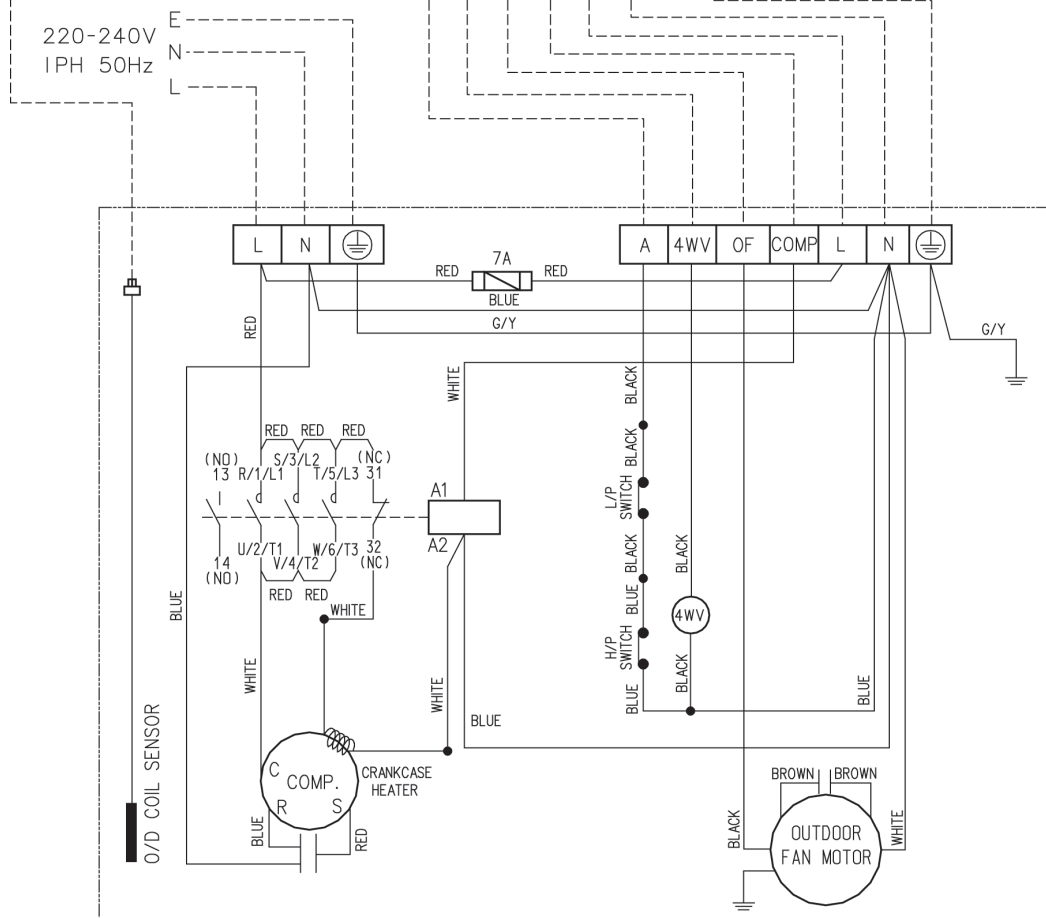 E
220-240V
N
1PH 50Hz
L
L N
A 4WV OF COMP L N
7A
RED RED
BLUE
G/Y
G/Y
RED
WHITE
BLACK
RED RED RED
(NO) S/3/L2 (NC)
13 R/1/L1 T/5/L3 31
BLACK
L/P
SWITCH
A1
A2
U/2/T1 W/6/T3 32
14 V/4/T2 (NC)
(NO)
RED RED
BLACK
BLACK
BLUE
WHITE
BLUE
4WV
H/P
SWITCH
WHITE
WHITE
BLUE
BLACK
BLUE
BLUE
O/D COIL SENSOR
C
COMP.
R S
CRANKCASE
HEATER
BLUE
RED
BROWN BROWN
BLACK
OUTDOOR
FAN MOTOR
WHITE